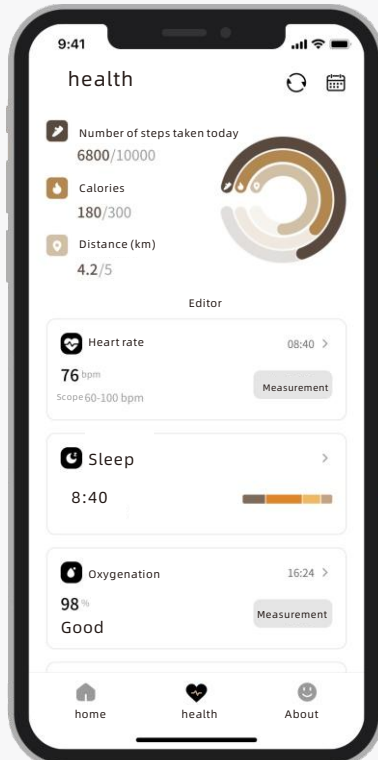 9:41
health
Number of steps taken today
6800/10000
Calories
180/300
Distance (km)
4.2/5
Editor
Heart rate
08:40 >
76 bpm
Scope 60-100 bpm
Measurement
Sleep
>
8:40
Oxygenation
16:24 >
98 %
Good
Measurement
home
health
About